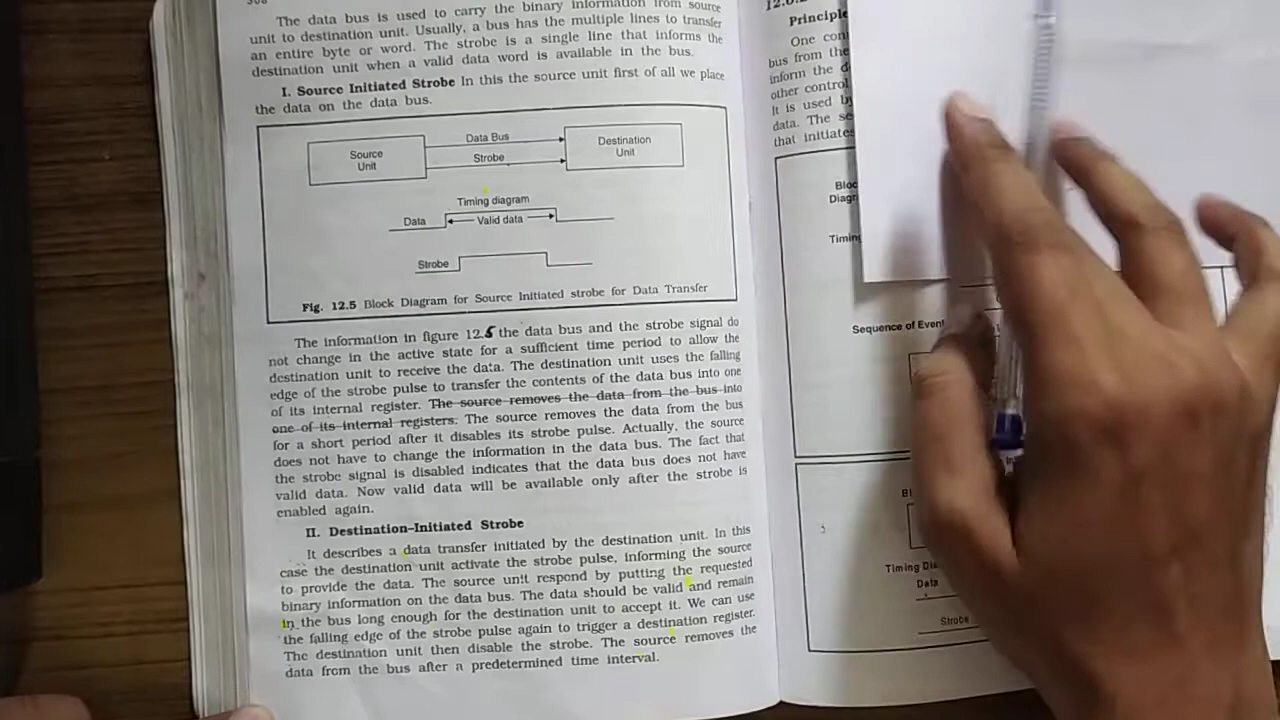 308
The data bus is used to carry the binary information from source
unit to destination unit. Usually, a bus has the multiple lines to transfer
an entire byte or word. The strobe is a single line that informs the
destination unit when a valid data word is available in the bus.
I. Source Initiated Strobe In this the source unit first of all we place
the data on the data bus.
Source
Unit
Data Bus
Strobe
Destination
Unit
Timing diagram
Data
Valid data
Strobe
Fig. 12.5 Block Diagram for Source Initiated strobe for Data Transfer
The information in figure 12.5 the data bus and the strobe signal do
not change in the active state for a sufficient time period to allow the
destination unit to receive the data. The destination unit uses the falling
edge of the strobe pulse to transfer the contents of the data bus into one
of its internal register. The source removes the data from the bus into
one of its internal registers. The source removes the data from the bus
for a short period after it disables its strobe pulse. Actually, the source
does not have to change the information in the data bus. The fact that
the strobe signal is disabled indicates that the data bus does not have
valid data. Now valid data will be available only after the strobe is
enabled again.
II. Destination-Initiated Strobe
It describes a data transfer initiated by the destination unit. In this
case the destination unit activate the strobe pulse, informing the source
to provide the data. The source unit respond by putting the requested
binary information on the data bus. The data should be valid and remain
in the bus long enough for the destination unit to accept it. We can use
the falling edge of the strobe pulse again to trigger a destination register.
The destination unit then disable the strobe. The source removes the
data from the bus after a predetermined time interval.
Principle
One con
bus from the
inform the d
other control
It is used by
data. The se
that initiates
Bloc
Diagr
Timing
Sequence of Event
Bl
Timing Dia
Data
Strobe